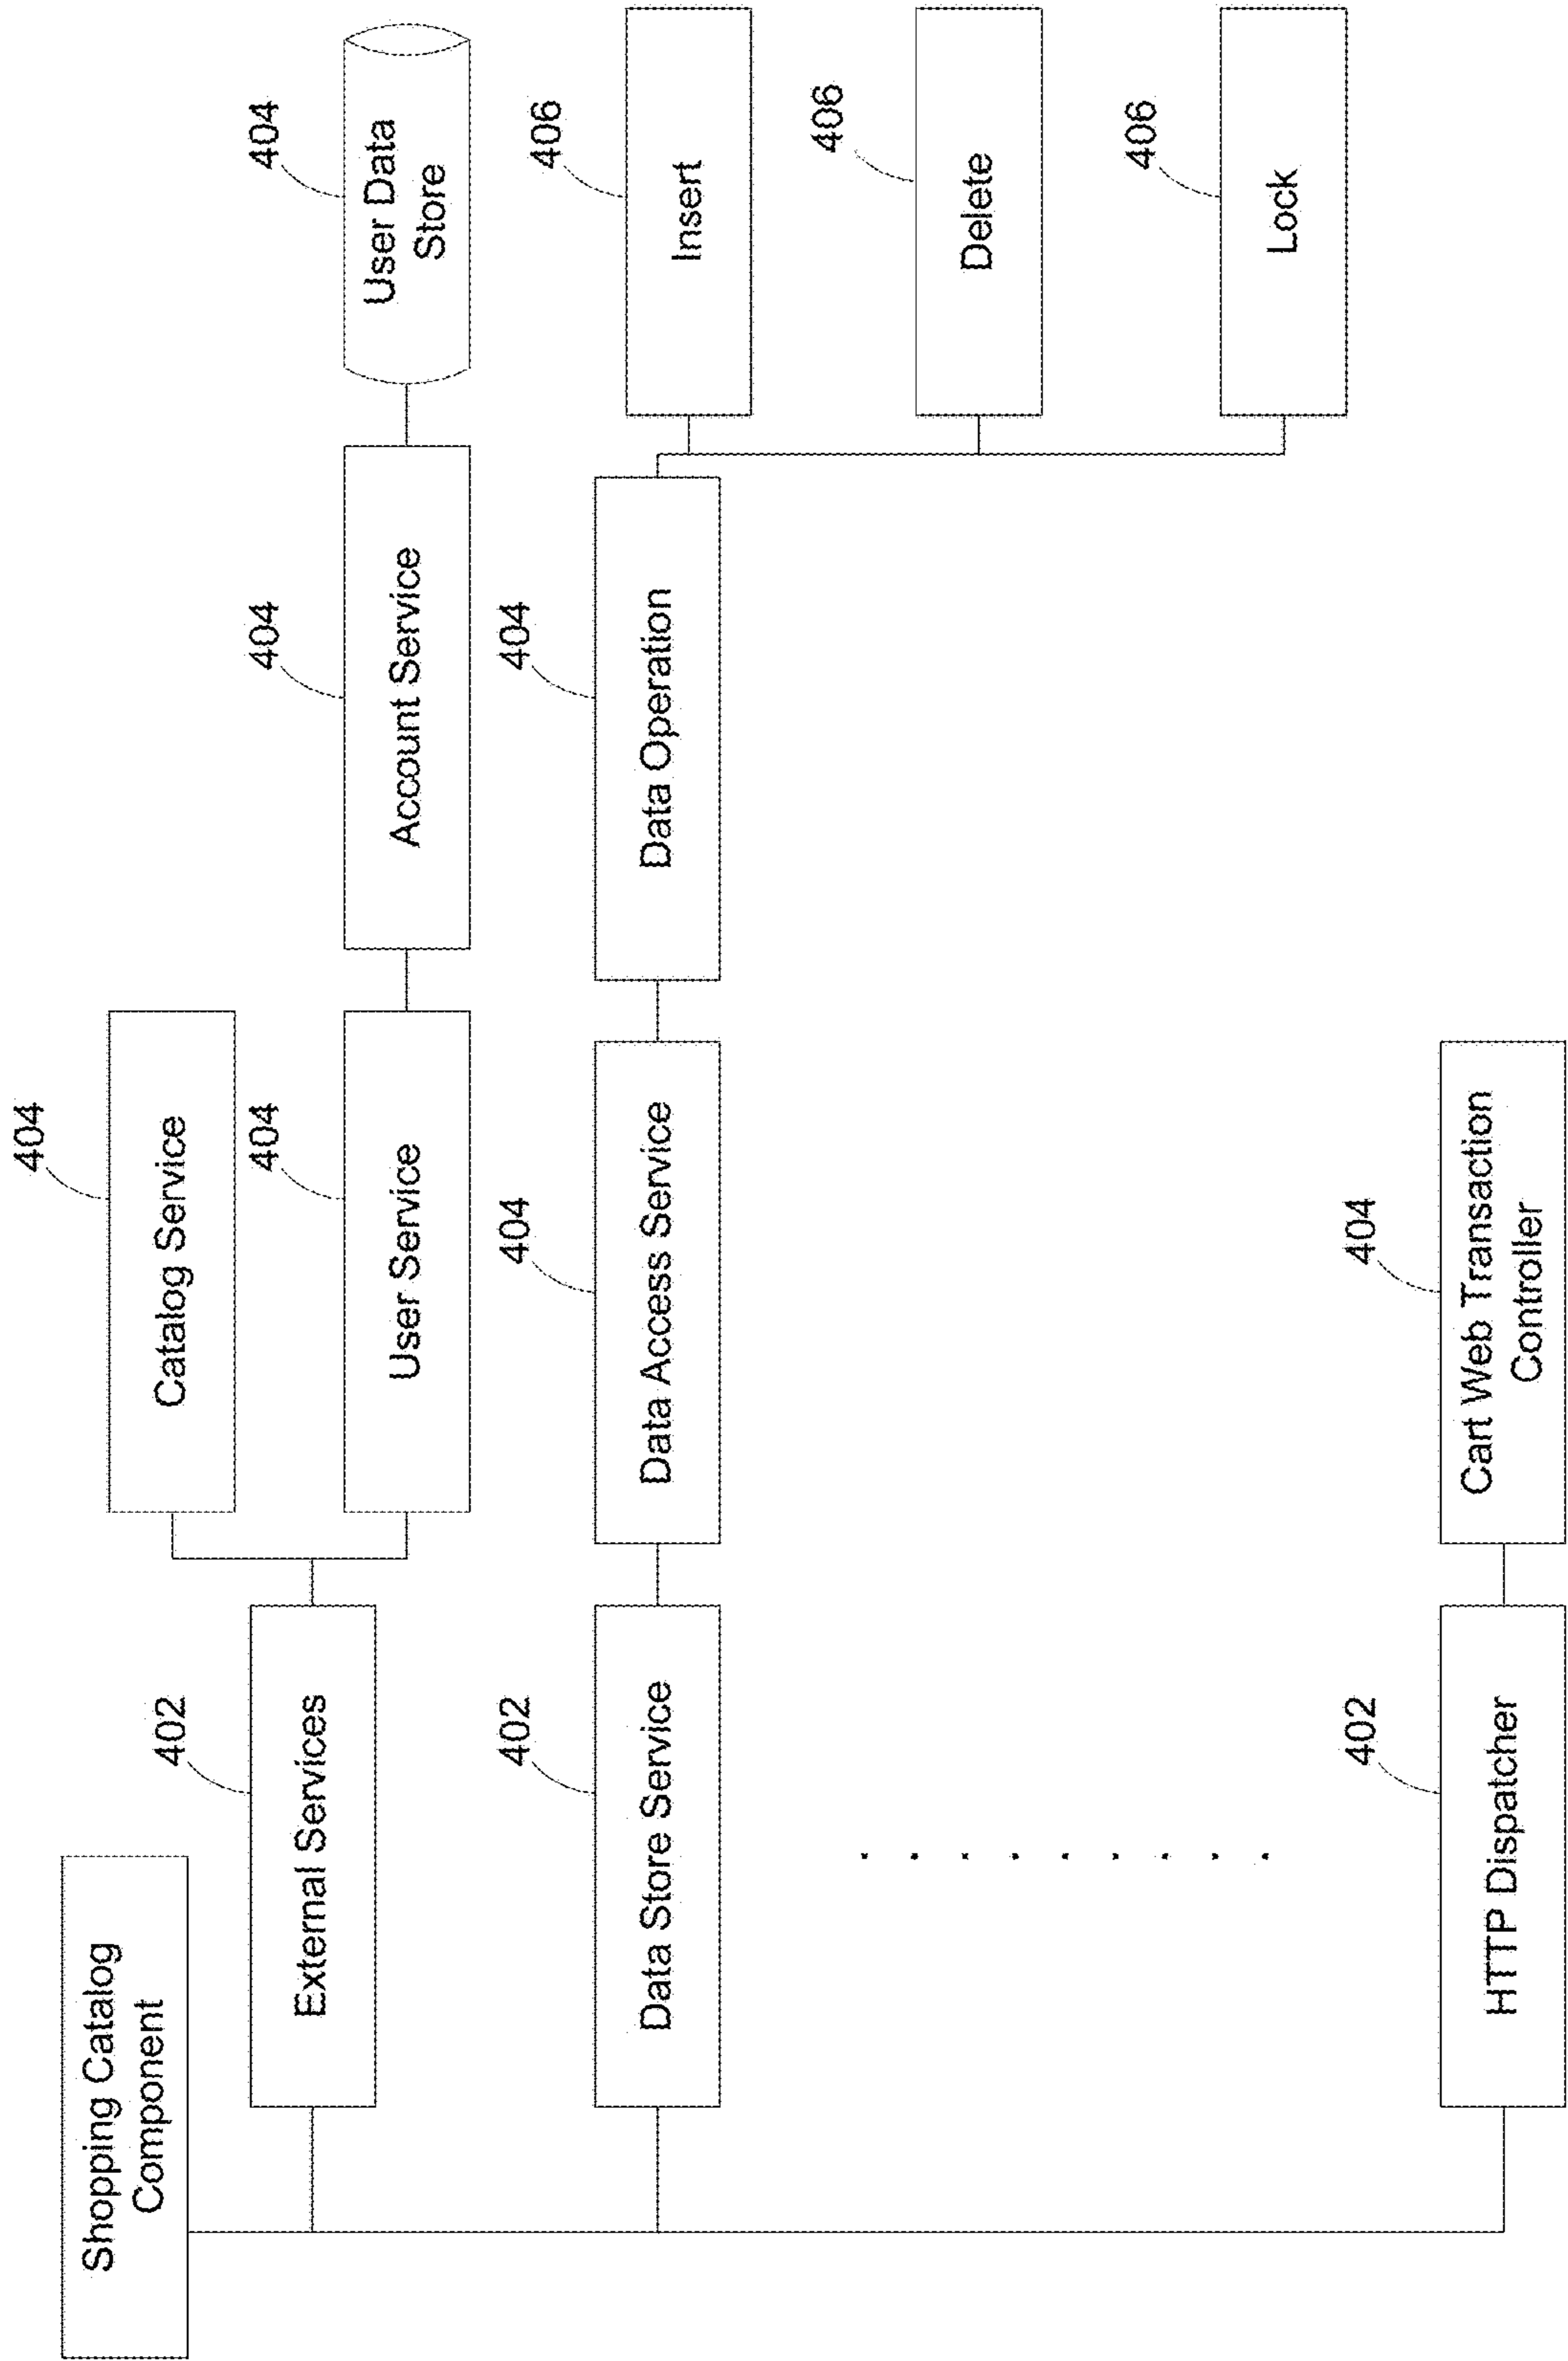 Shopping Catalog
Component
402
External Services
404
Catalog Service
404
User Service
404
Account Service
404
User Data
Store
402
Data Store Service
404
Data Access Service
404
Data Operation
406
Insert
406
Delete
406
Lock
402
HTTP Dispatcher
404
Cart Web Transaction
Controller